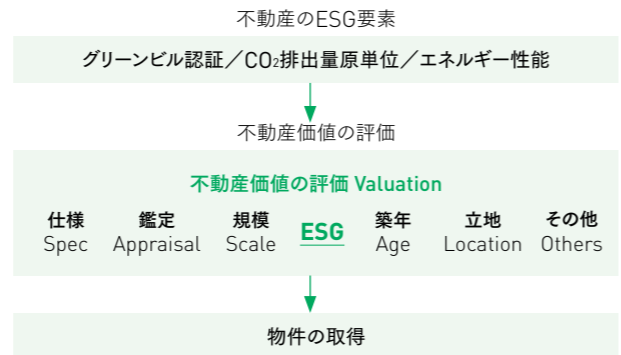 不動産のESG要素
グリーンビル認証／CO₂排出量原単位／エネルギー性能
不動産価値の評価
不動産価値の評価 Valuation
仕様 鑑定 規模 ESG 築年 立地 その他
Spec Appraisal Scale Age Location Others
物件の取得